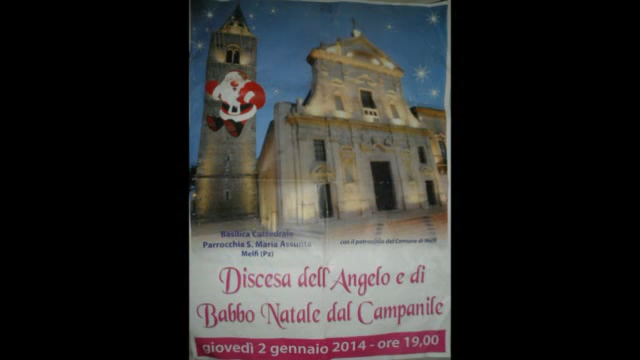 Basilica Cattedrale
Parrocchia S. Maria Assunta
Melfi (Pz)
con il patrocinio del Comune di Melfi
Discesa dell'Angelo e di
Babbo Natale dal Campanile
giovedì 2 gennaio 2014 - ore 19,00